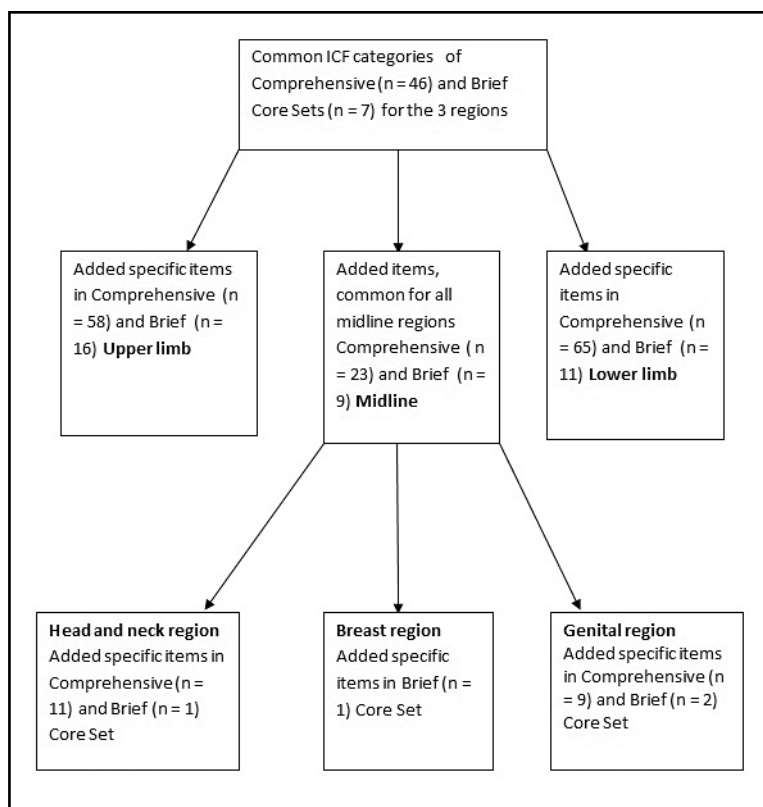 Common ICF categories of
Comprehensive (n = 46) and Brief
Core Sets (n = 7) for the 3 regions
Added specific items
in Comprehensive (n
= 58) and Brief (n =
16) Upper limb
Added items,
common for all
midline regions
Comprehensive ( n
= 23) and Brief (n =
9) Midline
Added specific
items in
Comprehensive (n
= 65) and Brief (n =
11) Lower limb
Head and neck region
Added specific items in
Comprehensive (n =
11) and Brief (n = 1)
Core Set
Breast region
Added specific
items in Brief (n =
1) Core Set
Genital region
Added specific items
in Comprehensive (n
= 9) and Brief (n = 2)
Core Set